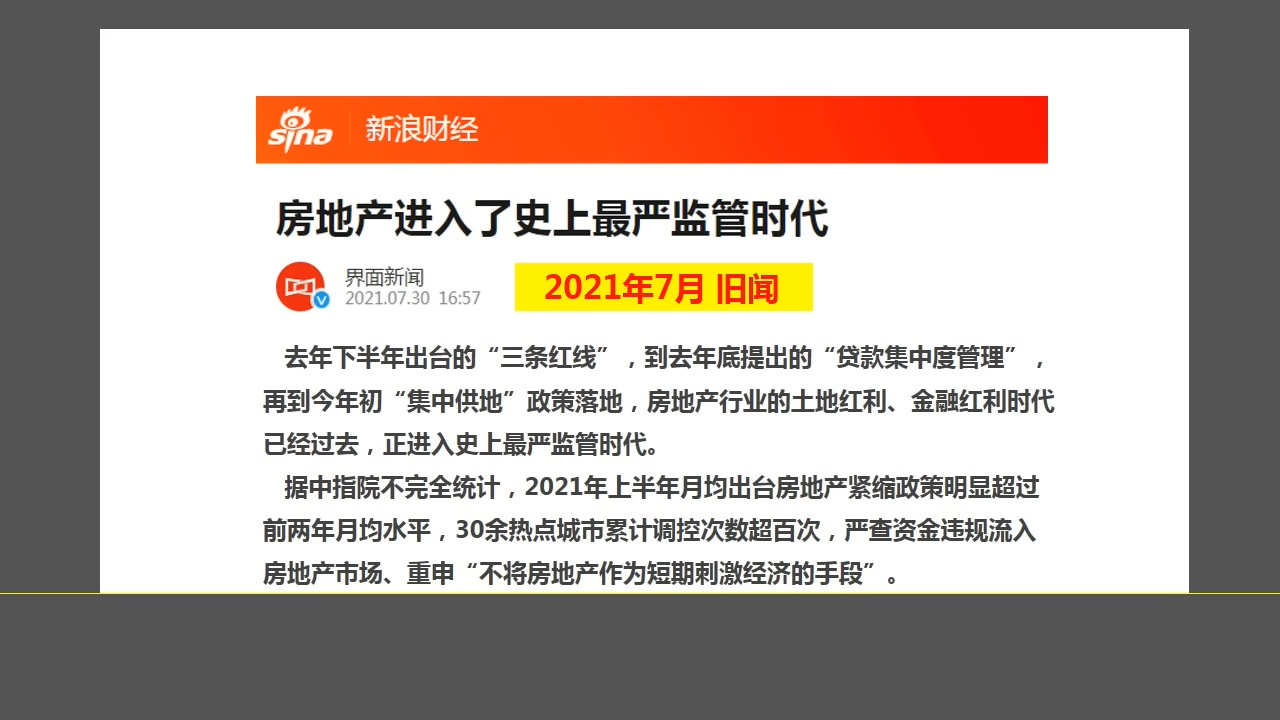 sina 新浪财经
房地产进入了史上最严监管时代
界面新闻
2021.07.30 16:57
2021年7月 旧闻
去年下半年出台的“三条红线”，到去年底提出的“贷款集中度管理”，
再到今年初“集中供地”政策落地，房地产行业的土地红利、金融红利时代
已经过去，正进入史上最严监管时代。
据中指院不完全统计，2021年上半年月均出台房地产紧缩政策明显超过
前两年月均水平，30余热点城市累计调控次数超百次，严查资金违规流入
房地产市场、重申“不将房地产作为短期刺激经济的手段”。